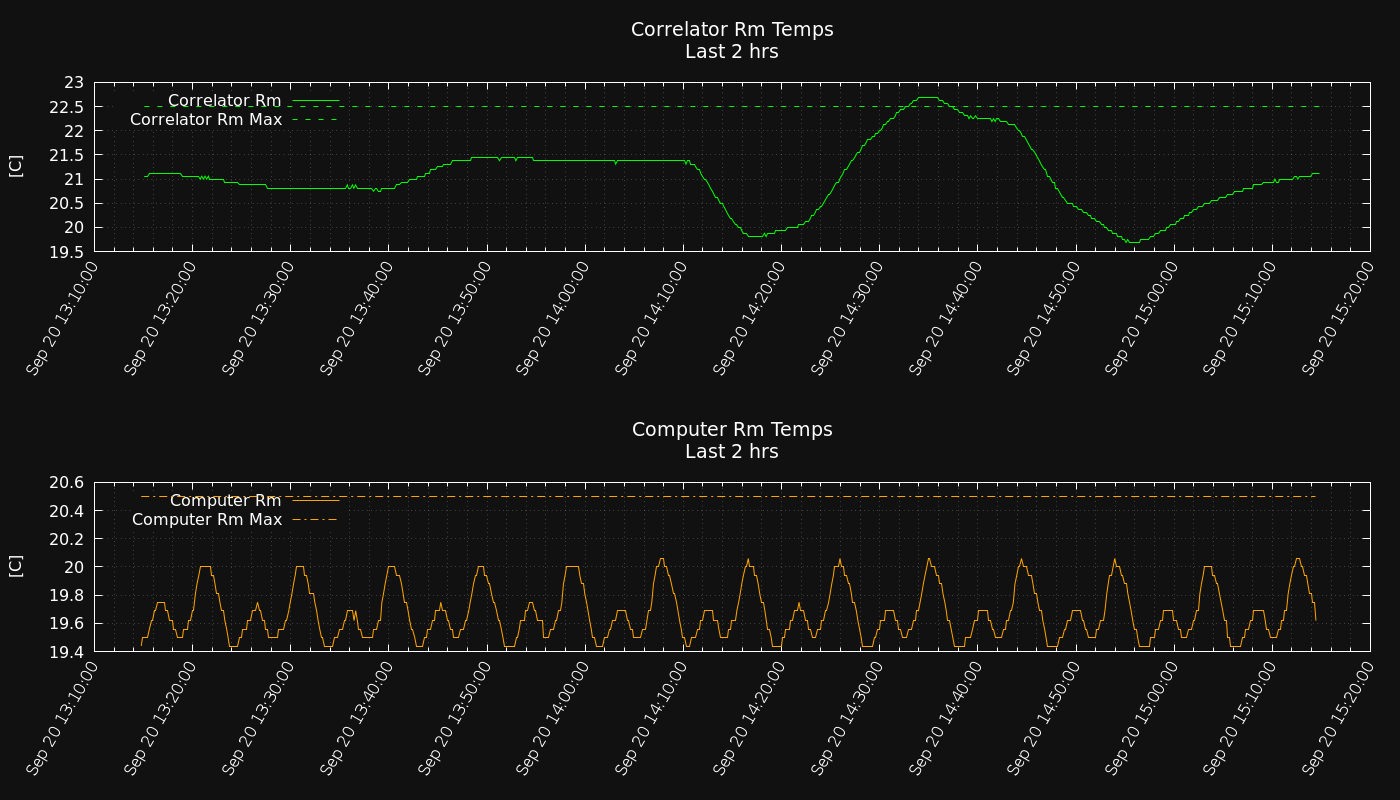 Correlator Rm Temps
Last 2 hrs
23
22.5
22
21.5
21
20.5
20
19.5
[C]
Correlator Rm
Correlator Rm Max
Sep 20 13:10:00
Sep 20 13:20:00
Sep 20 13:30:00
Sep 20 13:40:00
Sep 20 13:50:00
Sep 20 14:00:00
Sep 20 14:10:00
Sep 20 14:20:00
Sep 20 14:30:00
Sep 20 14:40:00
Sep 20 14:50:00
Sep 20 15:00:00
Sep 20 15:10:00
Sep 20 15:20:00
Computer Rm Temps
Last 2 hrs
20.6
20.4
20.2
20
19.8
19.6
19.4
[C]
Computer Rm
Computer Rm Max
Sep 20 13:10:00
Sep 20 13:20:00
Sep 20 13:30:00
Sep 20 13:40:00
Sep 20 13:50:00
Sep 20 14:00:00
Sep 20 14:10:00
Sep 20 14:20:00
Sep 20 14:30:00
Sep 20 14:40:00
Sep 20 14:50:00
Sep 20 15:00:00
Sep 20 15:10:00
Sep 20 15:20:00